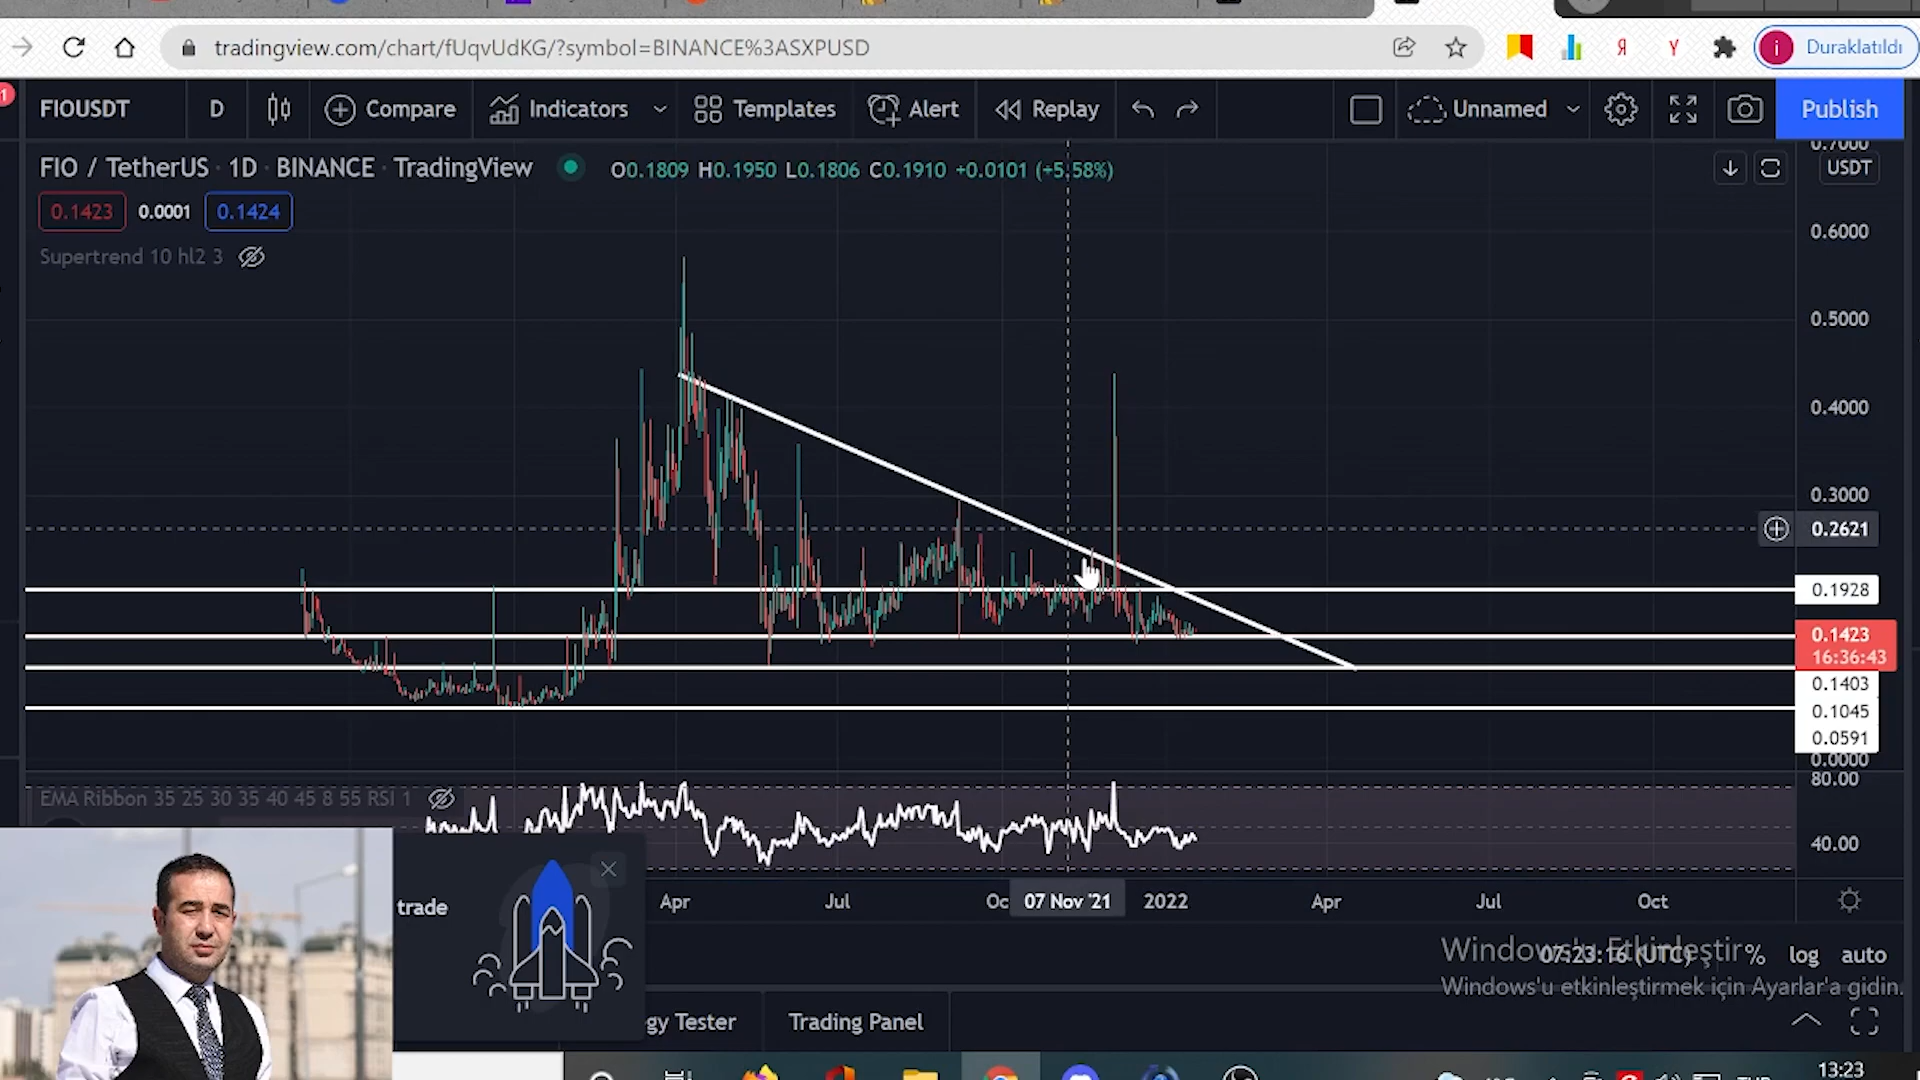 tradingview.com/chart/fUqvUdKG/?symbol=BINANCE%3ASXPUSD
Я
Y
i
Duraklatıldı
1
FIOUSDT
D
Compare
Indicators
Templates
Alert
Replay
Unnamed
Publish
FIO / TetherUS · 1D · BINANCE · TradingView
O0.1809 H0.1950 L0.1806 C0.1910 +0.0101 (+5.58%)
0.7000
USDT
0.1423
0.0001
0.1424
Supertrend 10 hl2 3
0.6000
0.5000
0.4000
0.3000
0.2621
0.1928
0.1423
16:36:43
0.1403
0.1045
0.0591
0.0000
80.00
EMA Ribbon 35 25 30 35 40 45 8 55 RSI 1
40.00
trade
Apr
Jul
Oc
07 Nov '21
2022
Apr
Jul
Oct
Windows'u Etkinleştir
07:23:16 (UTC)
%
log
auto
Windows'u etkinleştirmek için Ayarlar'a gidin.
gy Tester
Trading Panel
13:23